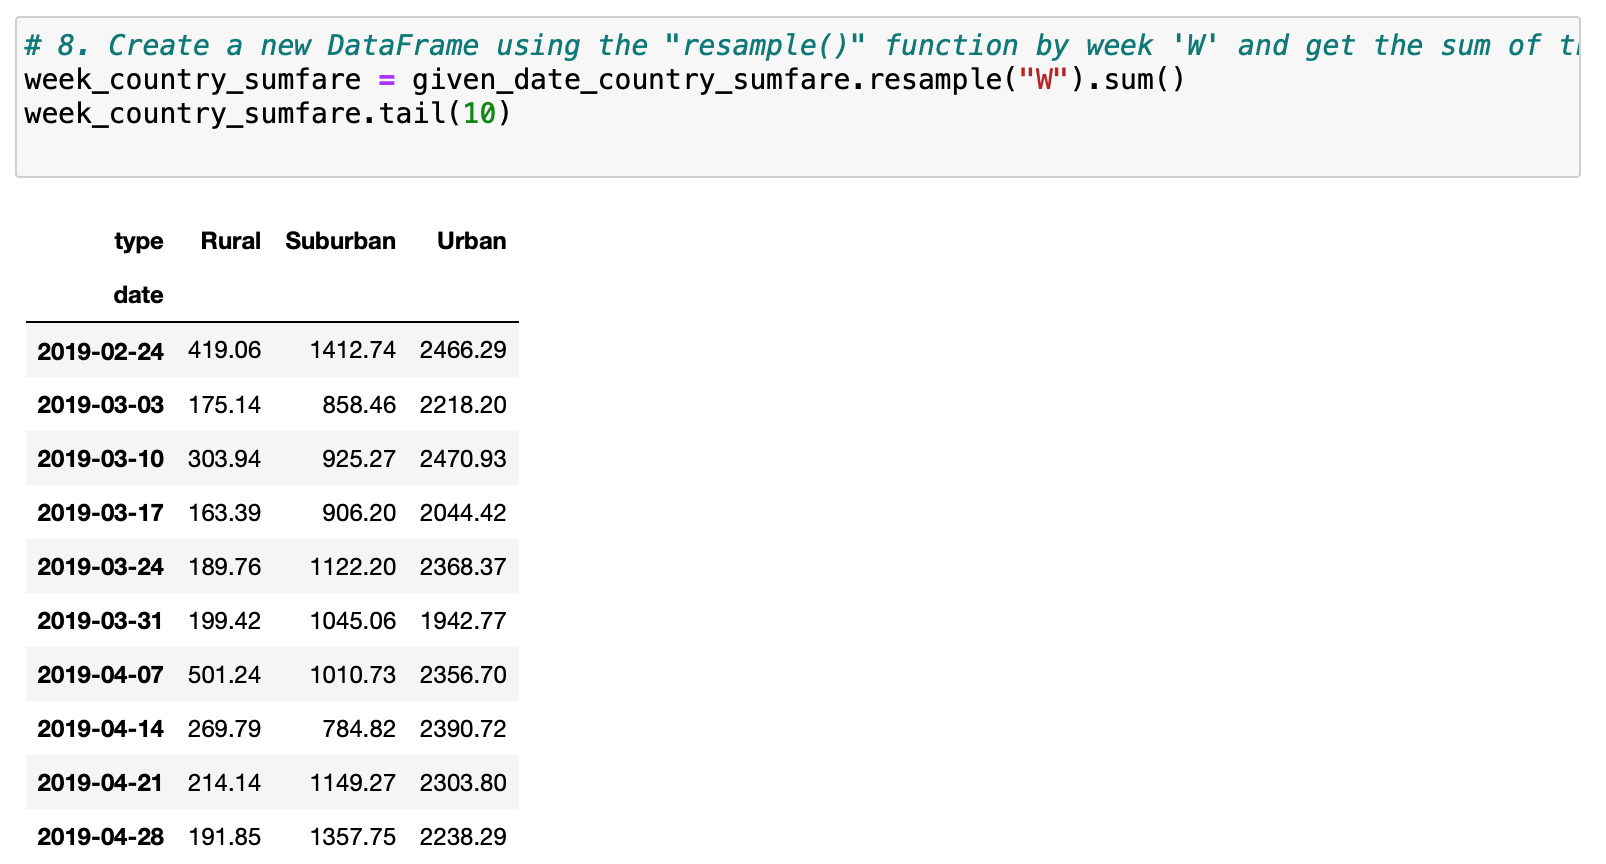 # 8. Create a new DataFrame using the "resample()" function by week 'W' and get the sum of
week_country_sumfare = given_date_country_sumfare.resample("W").sum()
week_country_sumfare.tail(10)
type Rural Suburban Urban
date
2019-02-24 419.06 1412.74 2466.29
2019-03-03 175.14 858.46 2218.20
2019-03-10 303.94 925.27 2470.93
2019-03-17 163.39 906.20 2044.42
2019-03-24 189.76 1122.20 2368.37
2019-03-31 199.42 1045.06 1942.77
2019-04-07 501.24 1010.73 2356.70
2019-04-14 269.79 784.82 2390.72
2019-04-21 214.14 1149.27 2303.80
2019-04-28 191.85 1357.75 2238.29